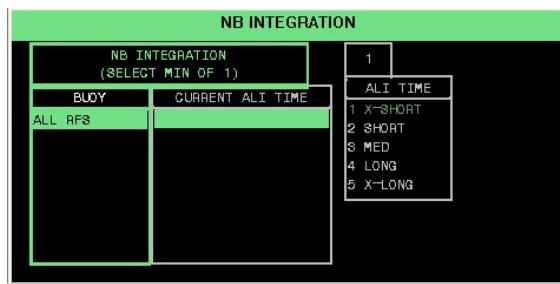 NB INTEGRATION
NB INTEGRATION
(SELECT MIN OF 1)
BUOY
CURRENT ALI TIME
ALL RFS
1
ALI TIME
1 X-SHORT
2 SHORT
3 MED
4 LONG
5 X-LONG